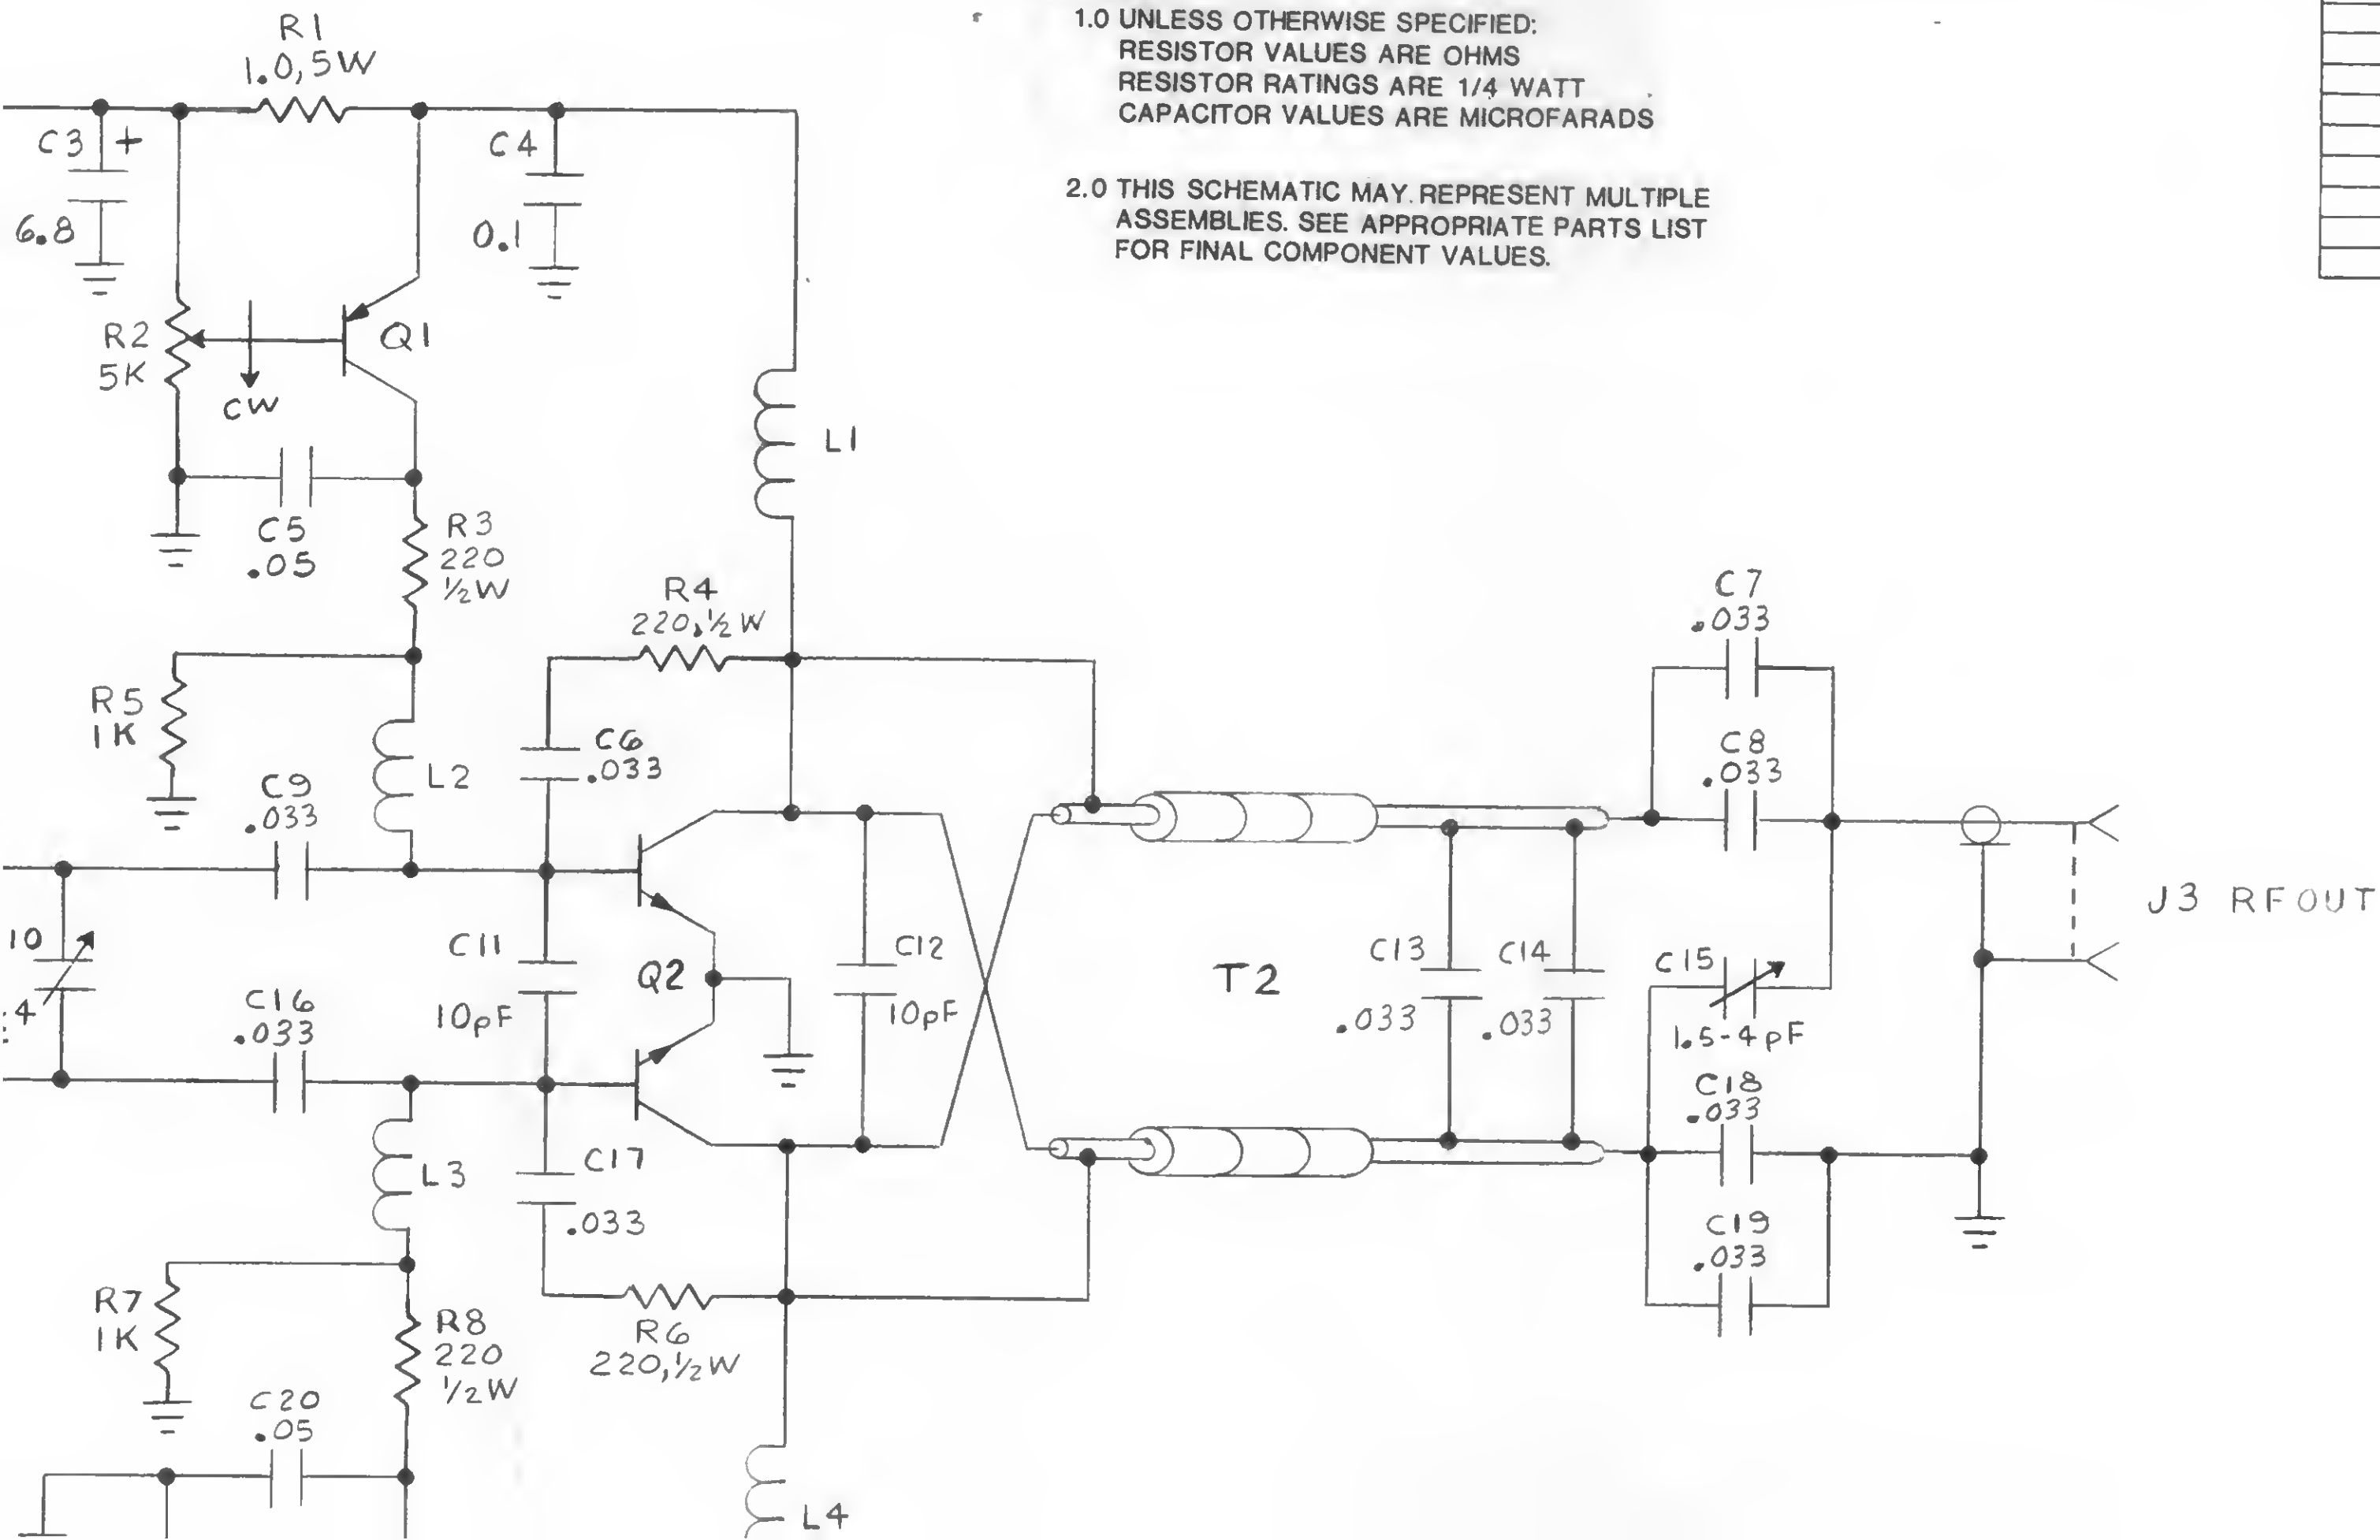 R1
1.0, 5W
1.0 UNLESS OTHERWISE SPECIFIED:
RESISTOR VALUES ARE OHMS
RESISTOR RATINGS ARE 1/4 WATT
CAPACITOR VALUES ARE MICROFARADS
2.0 THIS SCHEMATIC MAY REPRESENT MULTIPLE
ASSEMBLIES. SEE APPROPRIATE PARTS LIST
FOR FINAL COMPONENT VALUES.
C3 +
6.8
C4
0.1
R2
5K
CW
Q1
L1
C5
.05
R3
220
½W
R4
220, ½W
C7
.033
R5
1K
L2
C6
.033
C8
.033
C9
.033
10
4
C11
10pF
Q2
C12
10pF
T2
C13
.033
C14
.033
C15
1.5-4pF
J3 RF OUT
C16
.033
C18
.033
L3
C17
.033
C19
.033
R7
1K
R8
220
½W
R6
220, ½W
C20
.05
L4